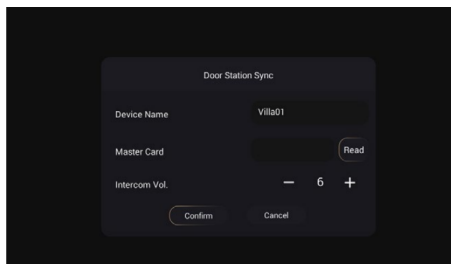 Door Station Sync
Device Name Villa01
Master Card Read
Intercom Vol. — 6 +
Confirm Cancel